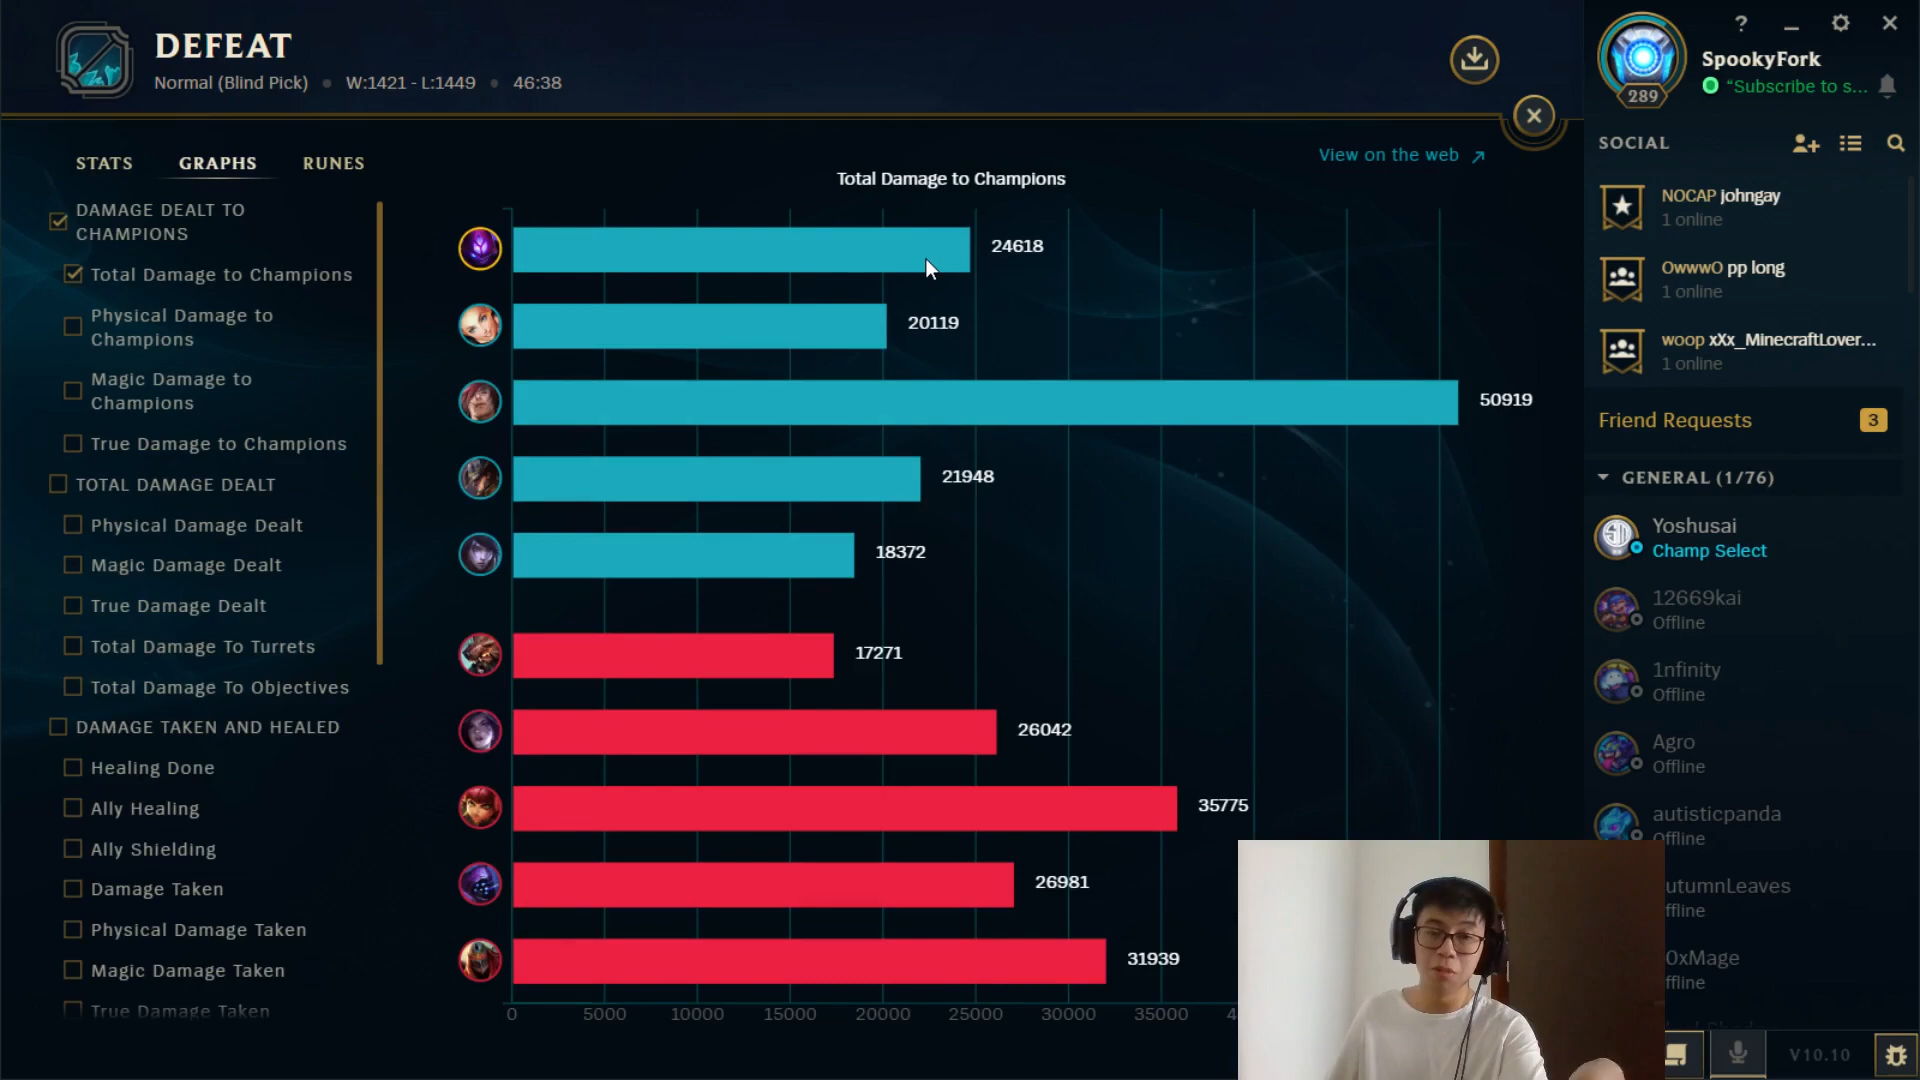 DEFEAT
Normal (Blind Pick) • W:1421 - L:1449 • 46:38
STATS
GRAPHS
RUNES
View on the web
Total Damage to Champions
DAMAGE DEALT TO
CHAMPIONS
Total Damage to Champions
Physical Damage to
Champions
Magic Damage to
Champions
True Damage to Champions
TOTAL DAMAGE DEALT
Physical Damage Dealt
Magic Damage Dealt
True Damage Dealt
Total Damage To Turrets
Total Damage To Objectives
DAMAGE TAKEN AND HEALED
Healing Done
Ally Healing
Ally Shielding
Damage Taken
Physical Damage Taken
Magic Damage Taken
True Damage Taken
24618
20119
50919
21948
18372
17271
26042
35775
26981
31939
0 5000 10000 15000 20000 25000 30000 35000 4
?
SpookyFork
289
"Subscribe to s...
SOCIAL
NOCAP johngay
1 online
OwwwO pp long
1 online
woop xXx_MinecraftLover...
1 online
Friend Requests
3
GENERAL (1/76)
Yoshusai
Champ Select
12669kai
Offline
1nfinity
Offline
Agro
Offline
autisticpanda
Offline
utumnLeaves
ffline
0xMage
ffline
V10.10